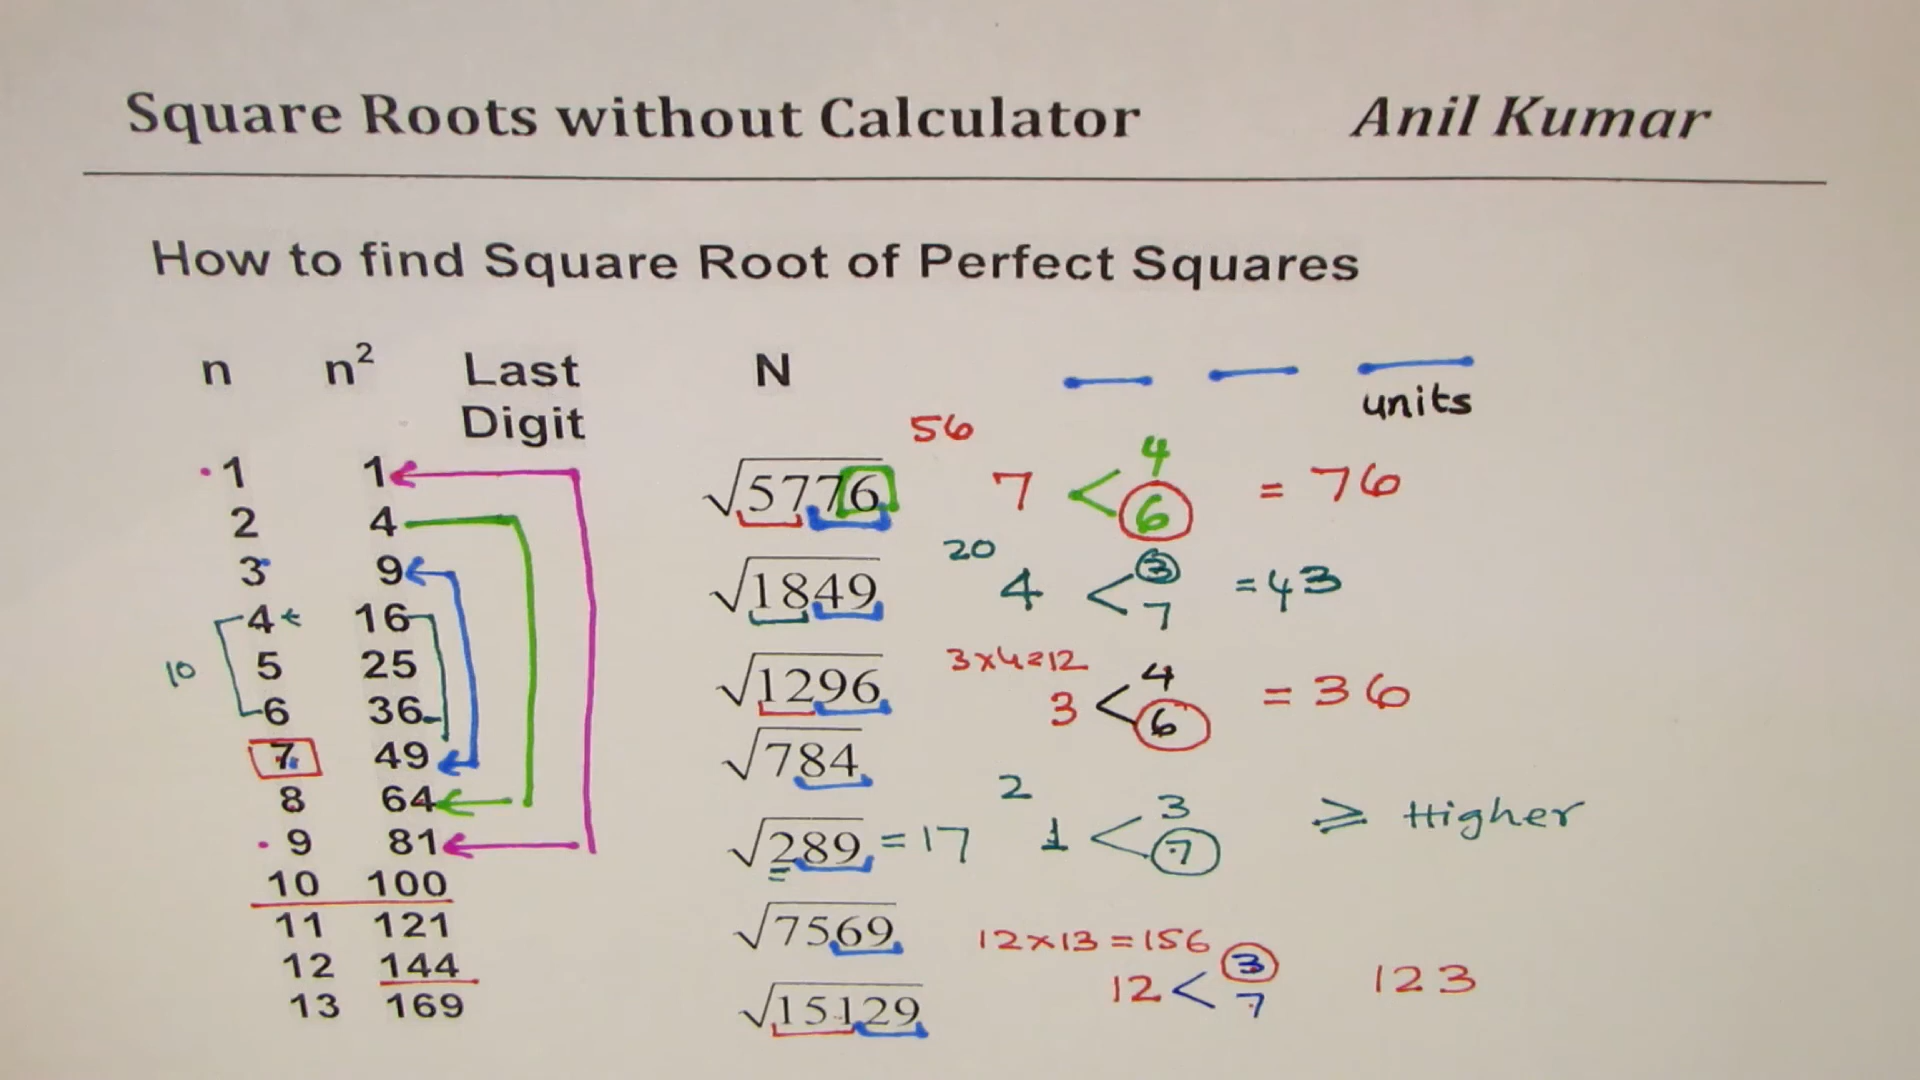 Square Roots without Calculator Anil Kumar
How to find Square Root of Perfect Squares
n n² Last Digit N units
1 1 √5776 56 7 < 4 6 = 76
2 4
3 9 √1849 20 4 < 3 7 = 43
4 16
10 5 25 √1296 3x4=12 3 < 4 6 = 36
6 36
7 49 √784
8 64
9 81 √289 = 17 2 1 < 3 7 ≥ Higher
10 100
11 121 √7569
12 144
13 169 √15129 12x13=156 12 < 3 7 123